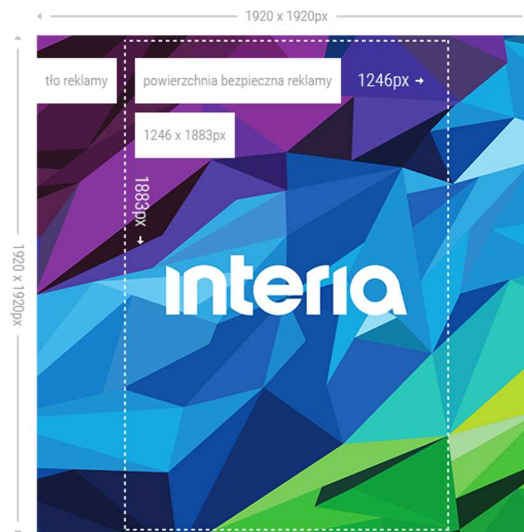 1920 x 1920px
tło reklamy
powierzchnia bezpieczna reklamy
1246px
1246 x 1883px
1883px
1920 x 1920px
interia